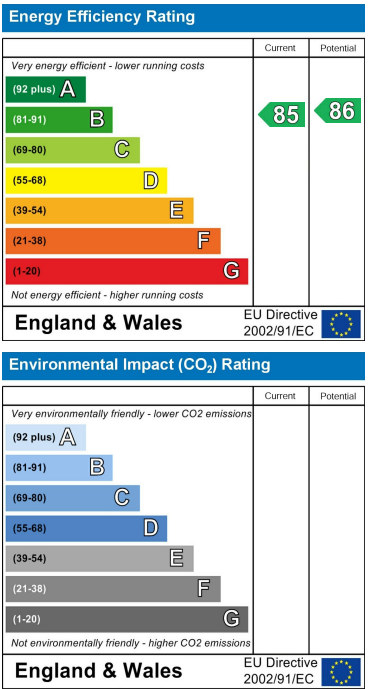 Energy Efficiency Rating
Current Potential
Very energy efficient - lower running costs
(92 plus) A
(81-91) B
85 86
(69-80) C
(55-68) D
(39-54) E
(21-38) F
(1-20) G
Not energy efficient - higher running costs
England & Wales
EU Directive
2002/91/EC
Environmental Impact (CO₂) Rating
Current Potential
Very environmentally friendly - lower CO2 emissions
(92 plus) A
(81-91) B
(69-80) C
(55-68) D
(39-54) E
(21-38) F
(1-20) G
Not environmentally friendly - higher CO2 emissions
England & Wales
EU Directive
2002/91/EC